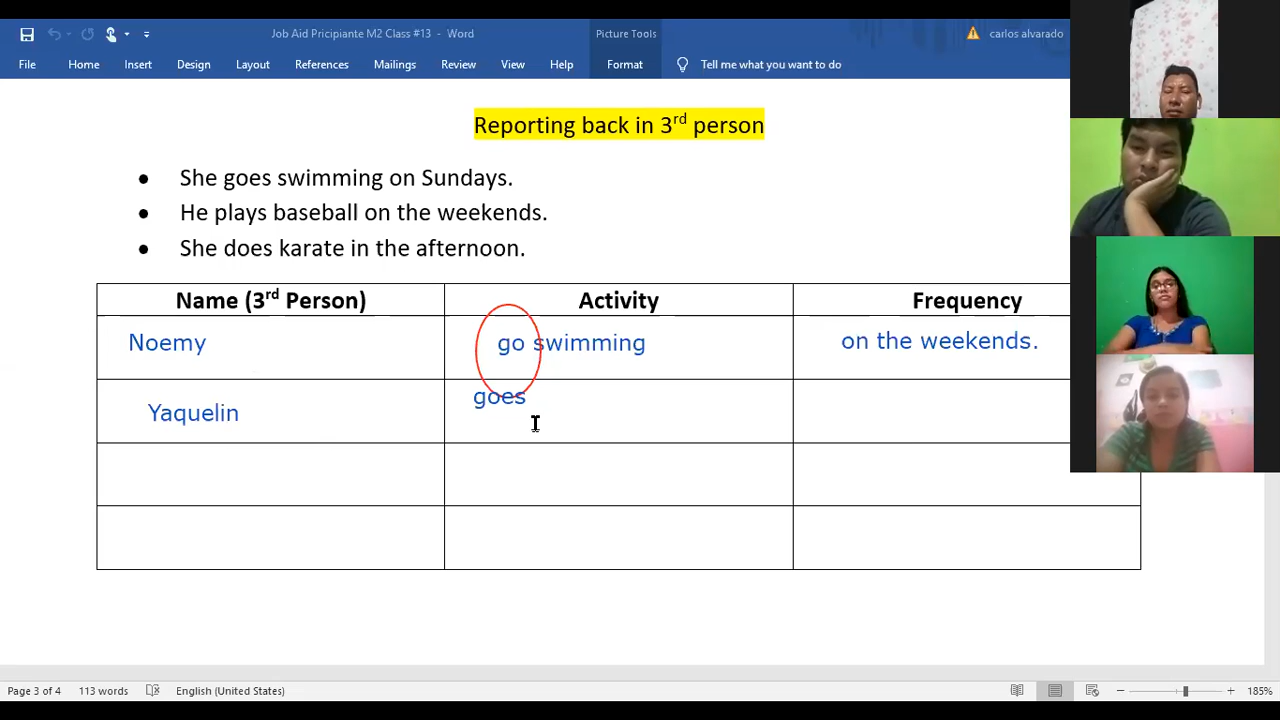 Job Aid Pricipiante M2 Class #13 - Word
Picture Tools
carlos alvarado
File Home Insert Design Layout References Mailings Review View Help Format Tell me what you want to do
Reporting back in 3rd person
• She goes swimming on Sundays.
• He plays baseball on the weekends.
• She does karate in the afternoon.
Name (3rd Person) Activity Frequency
Noemy go swimming on the weekends.
goes
Yaquelin
Page 3 of 4 113 words English (United States) 185%